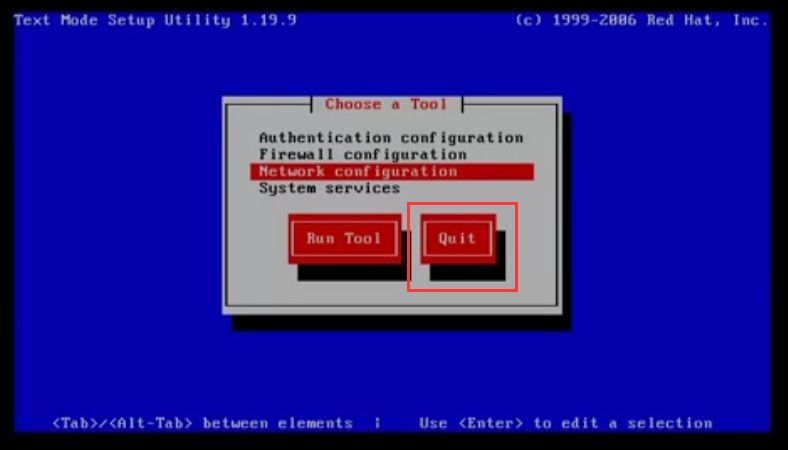 Text Mode Setup Utility 1.19.9 (c) 1999-2006 Red Hat, Inc.
Choose a Tool
Authentication configuration
Firewall configuration
Network configuration
System services
Run Tool Quit
<Tab>/<Alt-Tab> between elements | Use <Enter> to edit a selection